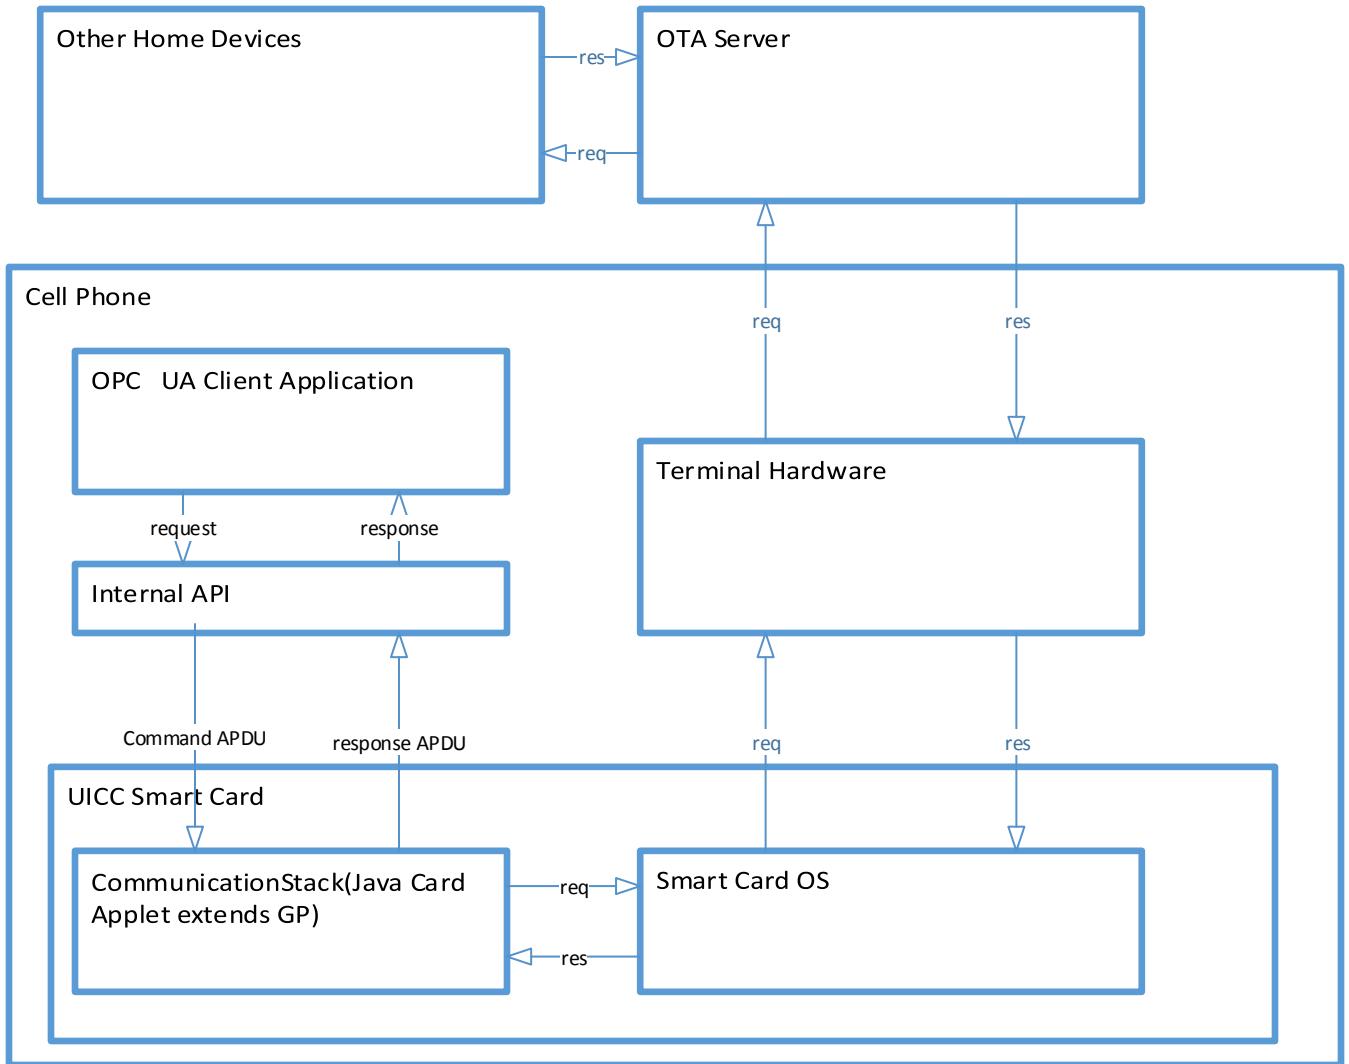 Other Home Devices
OTA Server
res
req
Cell Phone
req
res
OPC   UA Client Application
Terminal Hardware
request
response
Internal API
Command APDU
response APDU
req
res
UICC Smart Card
CommunicationStack(Java Card
Applet extends GP)
Smart Card OS
req
res